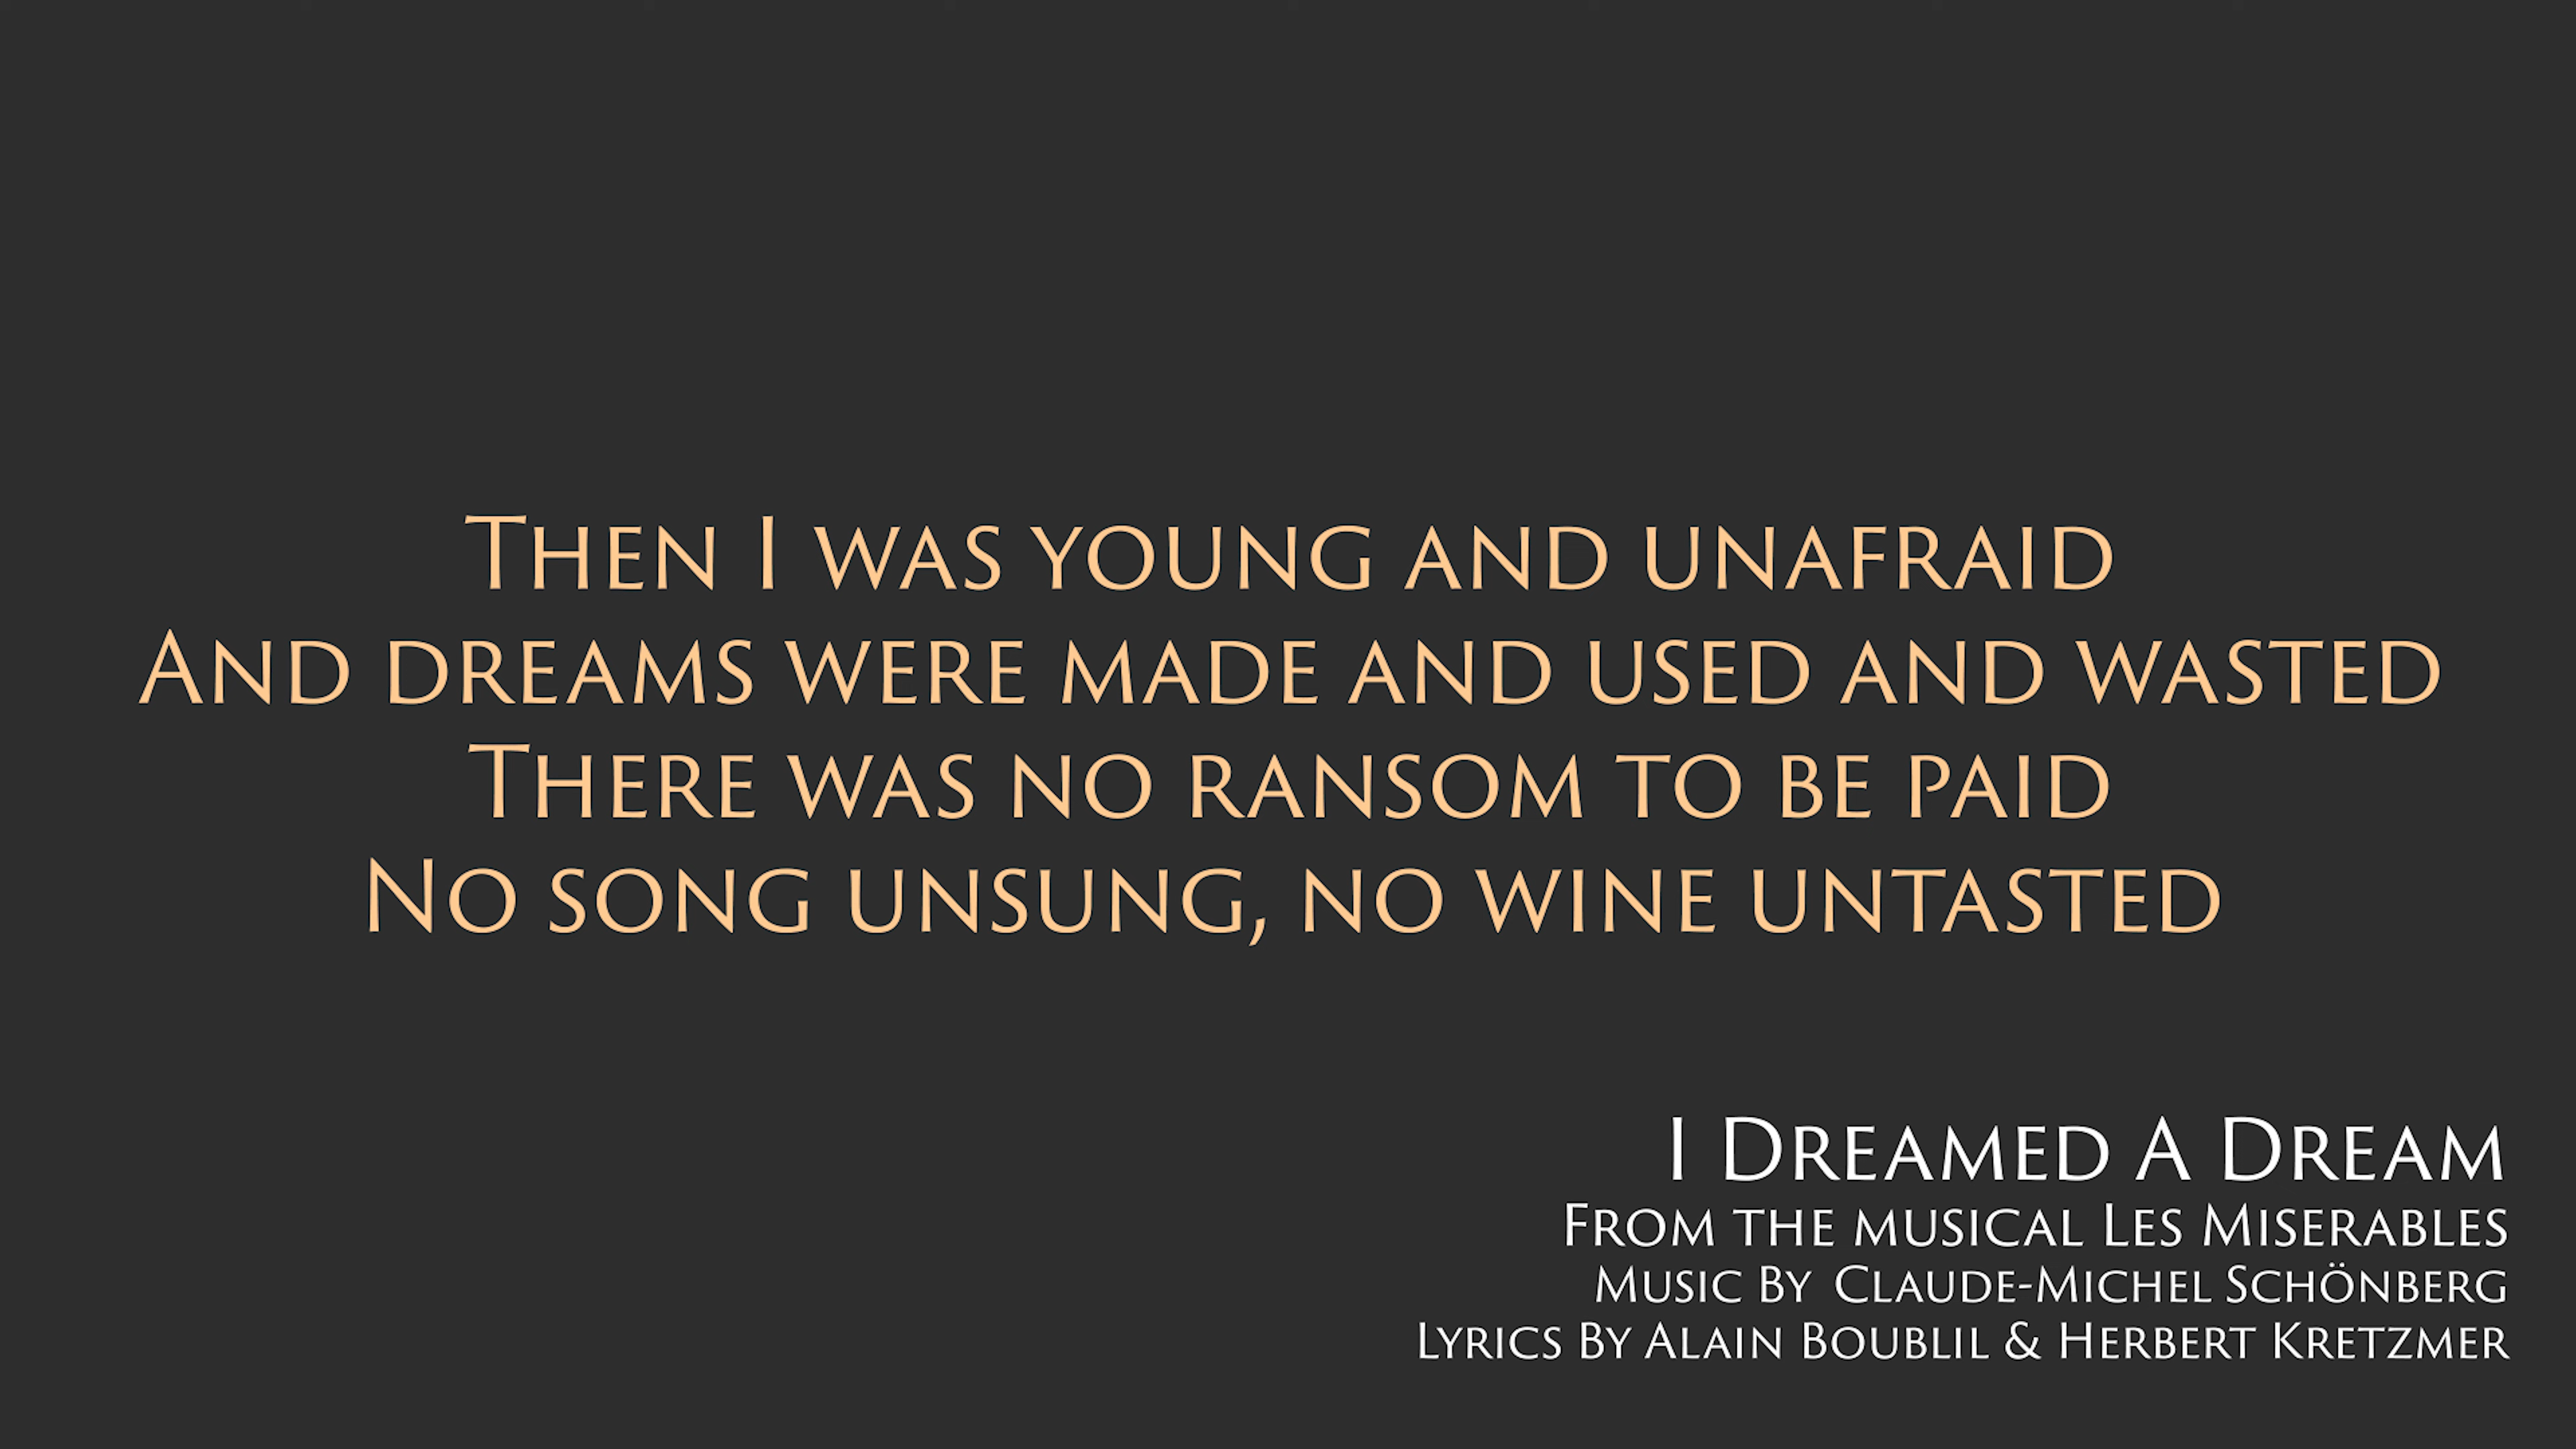 Then I was young and unafraid
And dreams were made and used and wasted
There was no ransom to be paid
No song unsung, no wine untasted
I Dreamed A Dream
From the musical Les Miserables
Music By Claude-Michel Schönberg
Lyrics By Alain Boublil & Herbert Kretzmer